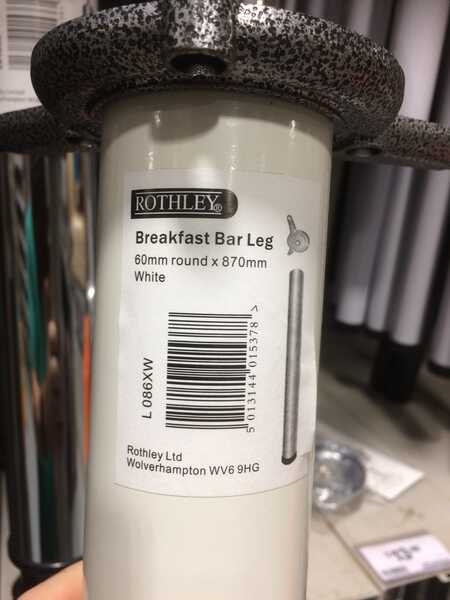 ROTHLEY®
Breakfast Bar Leg
60mm round x 870mm
White
L 086XW
5 013144 015378 >
Rothley Ltd
Wolverhampton WV6 9HG